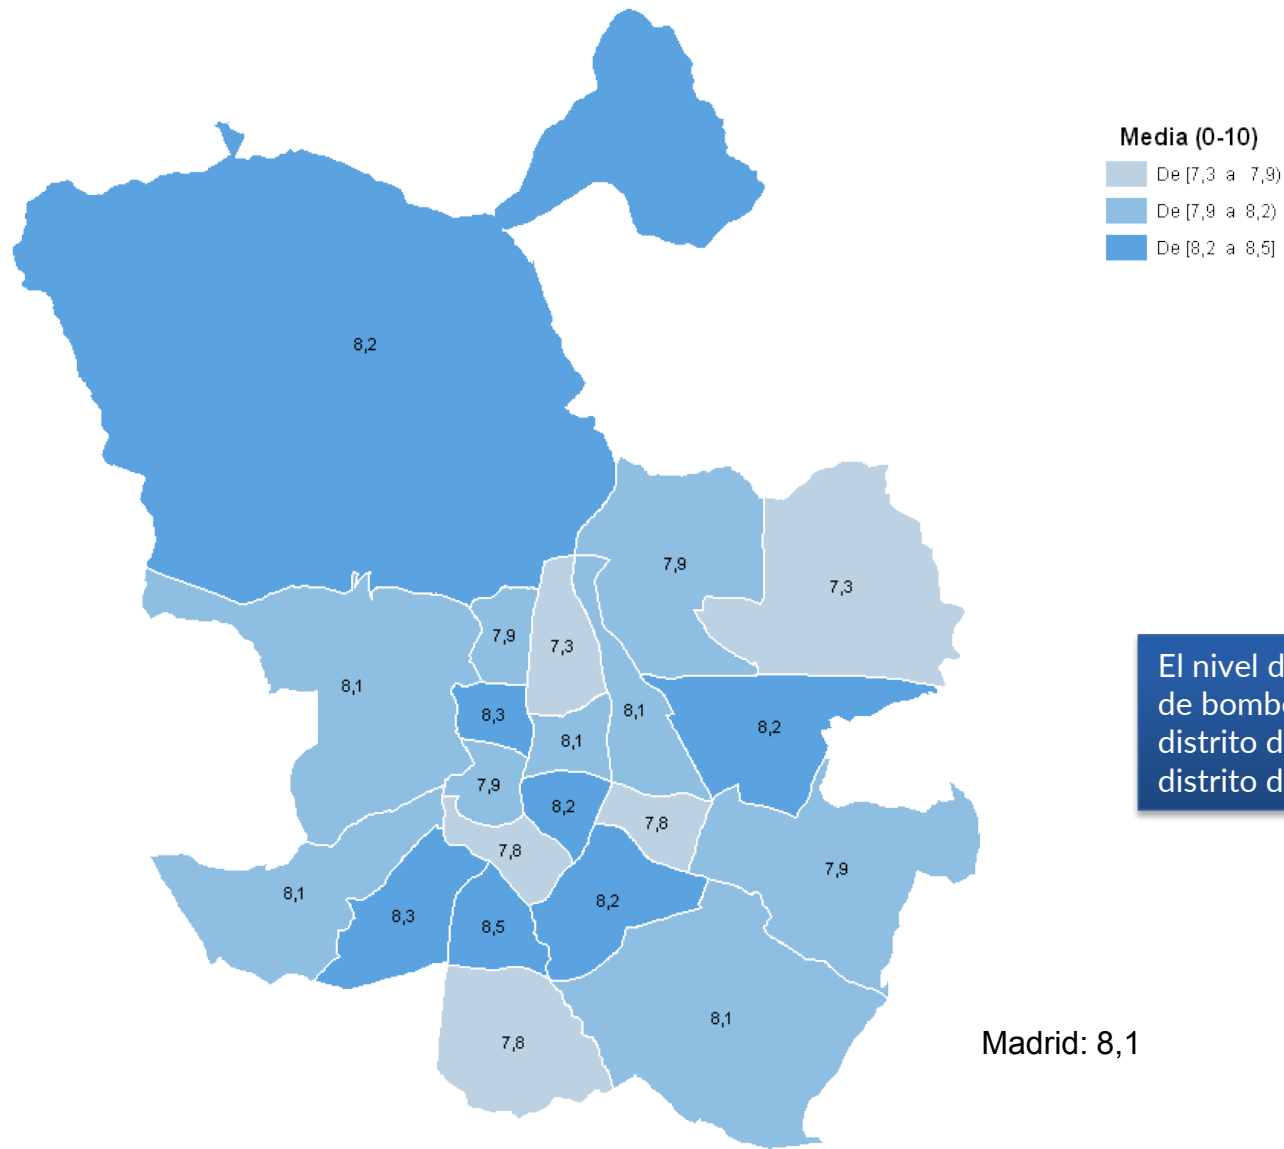 Media (0-10)
De [7,3 a 7,9)
De [7,9 a 8,2)
De [8,2 a 8,5]
8,2
7,9
7,3
7,9
7,3
8,1
8,3
8,1
8,1
8,2
7,9
8,2
7,8
7,8
7,9
8,1
8,3
8,5
8,2
8,1
7,8
El nivel d
de bomb
distrito d
distrito d
Madrid: 8,1